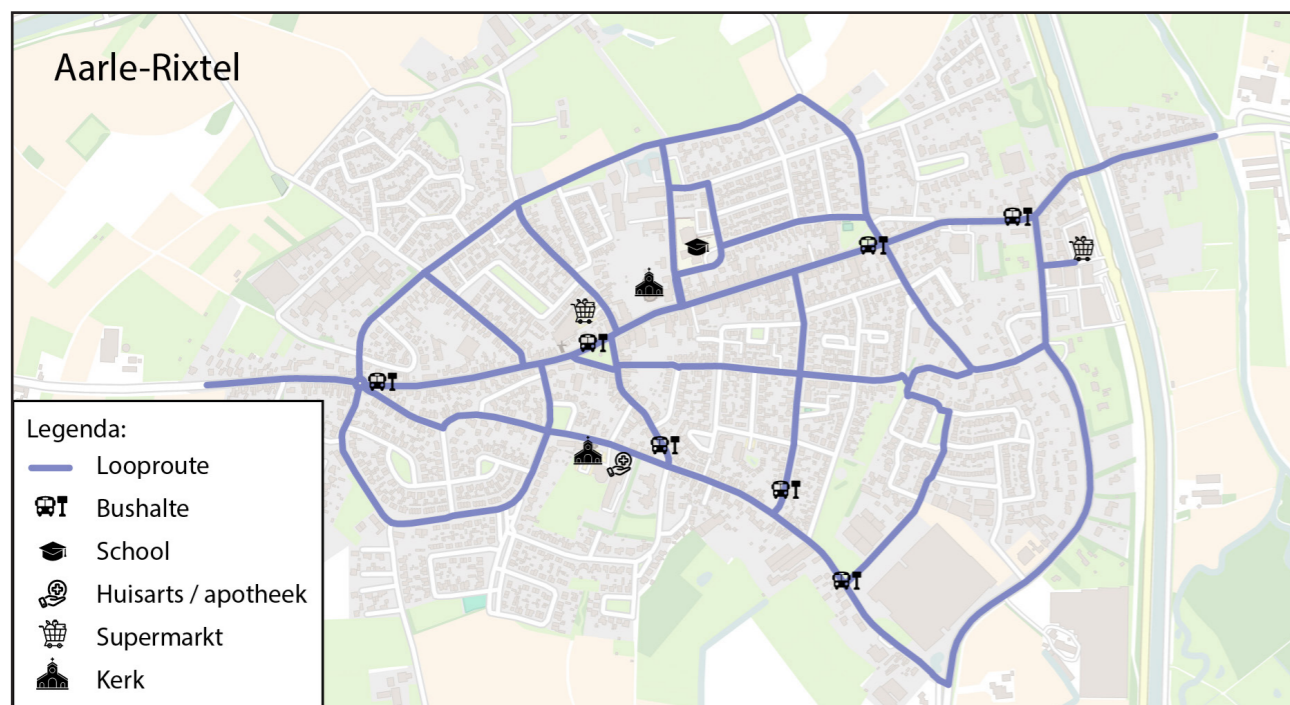 Aarle-Rixtel
Legenda:
Looproute
Bushalte
School
Huisarts / apotheek
Supermarkt
Kerk